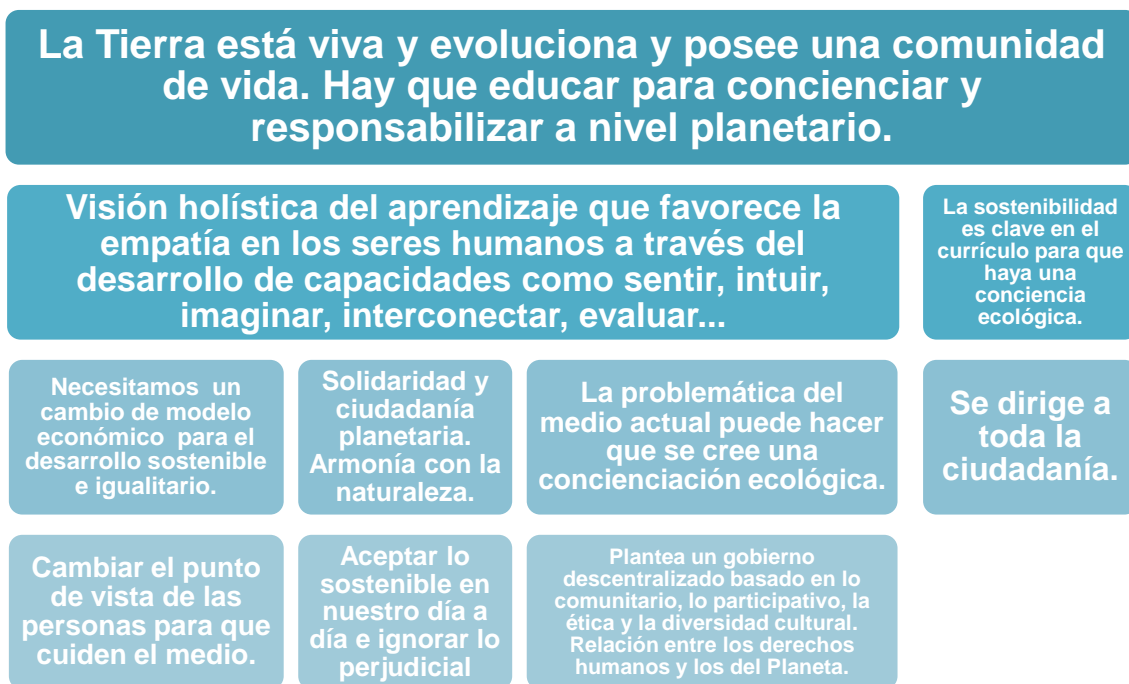 La Tierra está viva y evoluciona y posee una comunidad
de vida. Hay que educar para concienciar y
responsabilizar a nivel planetario.
Visión holística del aprendizaje que favorece la
empatía en los seres humanos a través del
desarrollo de capacidades como sentir, intuir,
imaginar, interconectar, evaluar...
La sostenibilidad
es clave en el
currículo para que
haya una
conciencia
ecológica.
Necesitamos un
cambio de modelo
económico para el
desarrollo sostenible
e igualitario.
Solidaridad y
ciudadanía
planetaria.
Armonía con la
naturaleza.
La problemática del
medio actual puede hacer
que se cree una
concienciación ecológica.
Se dirige a
toda la
ciudadanía.
Cambiar el punto
de vista de las
personas para que
cuiden el medio.
Aceptar lo
sostenible en
nuestro día a
día e ignorar lo
perjudicial
Plantea un gobierno
descentralizado basado en lo
comunitario, lo participativo, la
ética y la diversidad cultural.
Relación entre los derechos
humanos y los del Planeta.